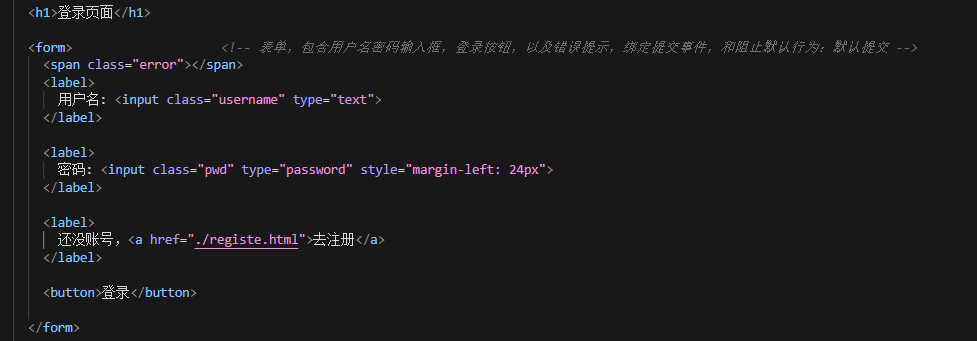 <h1>登录页面</h1>
<form> <!-- 表单，包含用户名密码输入框，登录按钮，以及错误提示，绑定提交事件，和阻止默认行为：默认提交 -->
<span class="error"></span>
<label>
用户名：<input class="username" type="text">
</label>
<label>
密码：<input class="pwd" type="password" style="margin-left: 24px">
</label>
<label>
还没账号，<a href="./registe.html">去注册</a>
</label>
<button>登录</button>
</form>